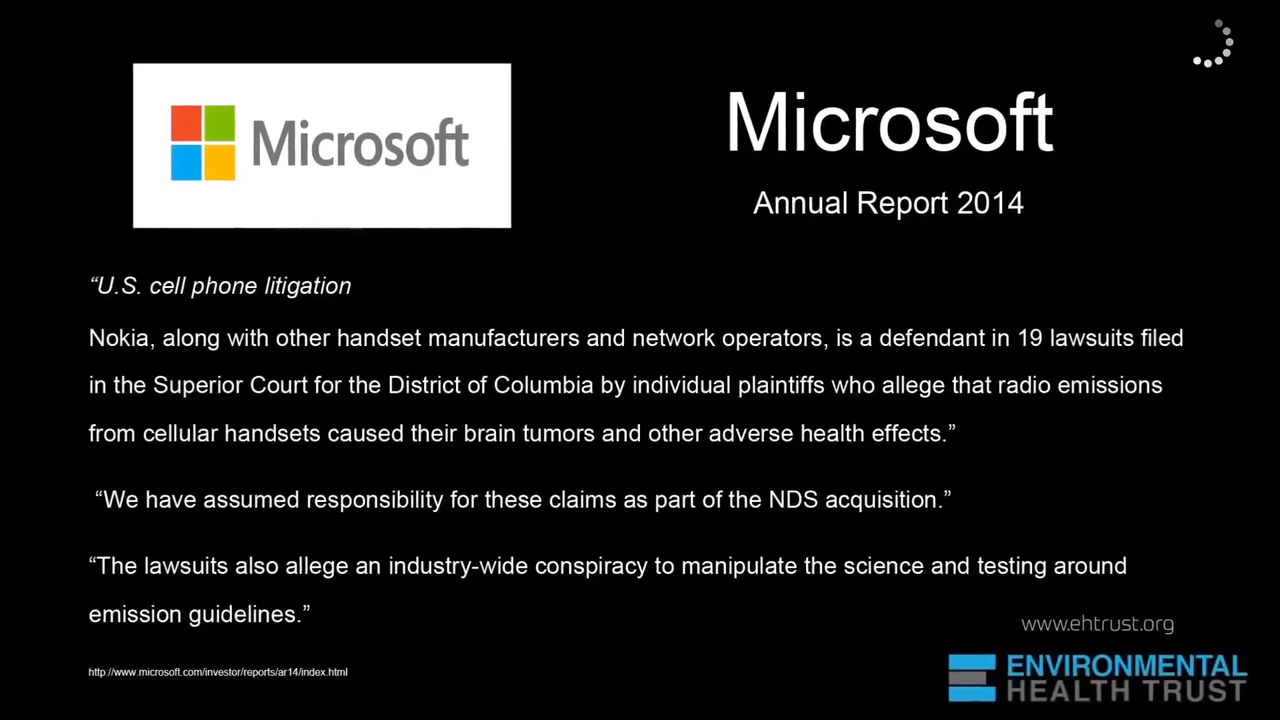 Microsoft
Microsoft
Annual Report 2014
“U.S. cell phone litigation
Nokia, along with other handset manufacturers and network operators, is a defendant in 19 lawsuits filed
in the Superior Court for the District of Columbia by individual plaintiffs who allege that radio emissions
from cellular handsets caused their brain tumors and other adverse health effects.”
“We have assumed responsibility for these claims as part of the NDS acquisition.”
“The lawsuits also allege an industry-wide conspiracy to manipulate the science and testing around
emission guidelines.”
www.ehtrust.org
http://www.microsoft.com/investor/reports/ar14/index.html
ENVIRONMENTAL
HEALTH TRUST